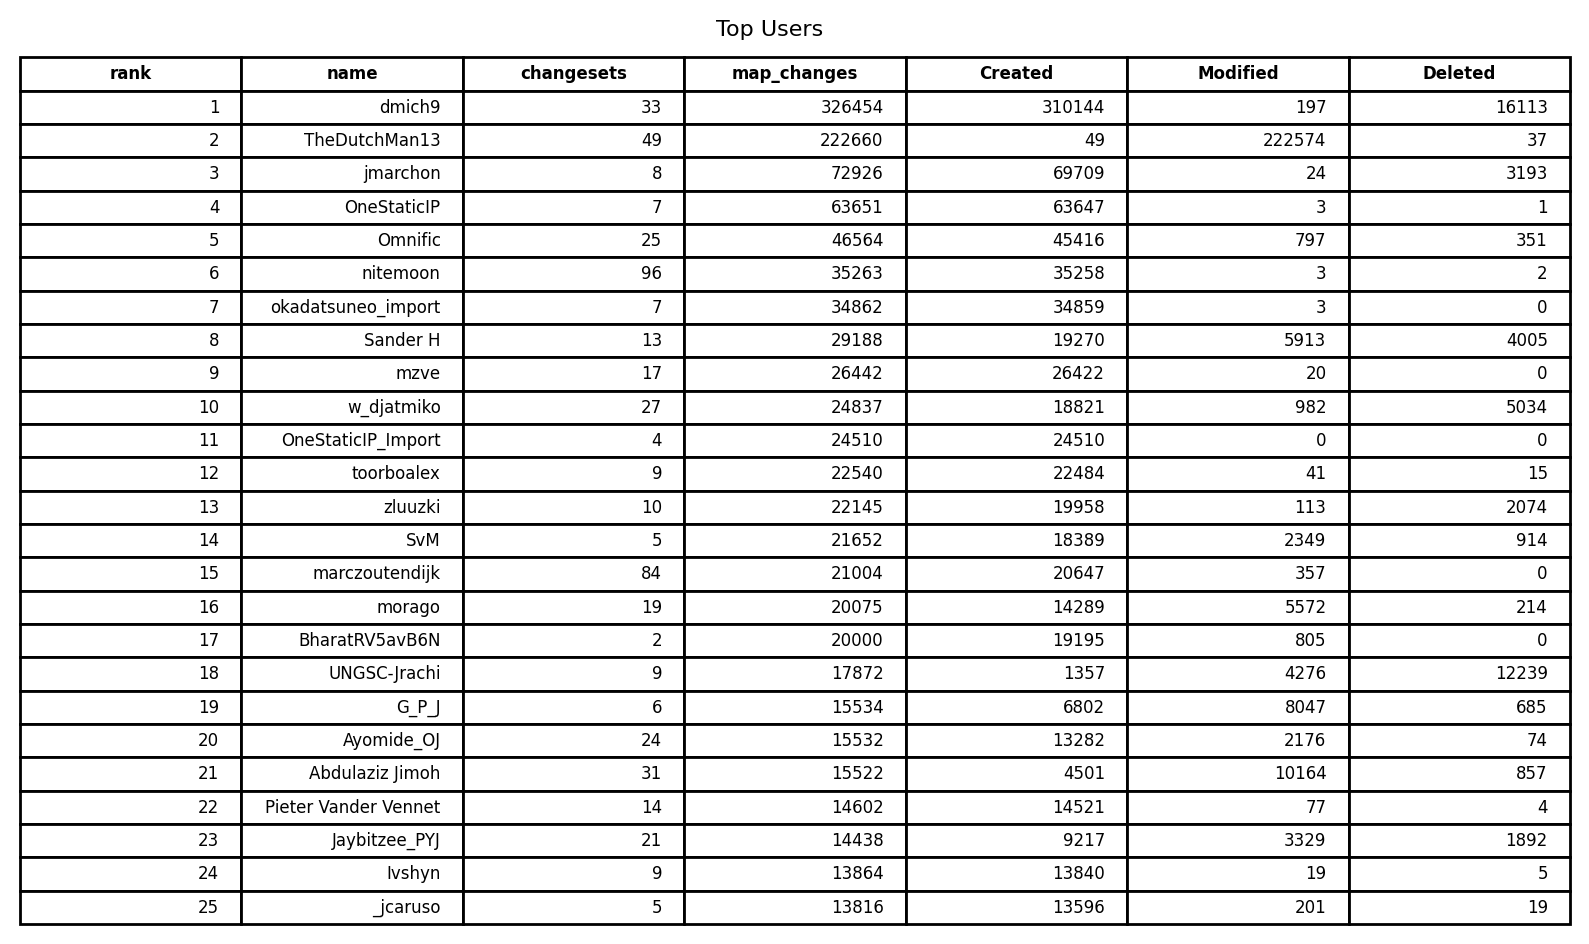 Top Users
rank name changesets map_changes Created Modified Deleted
1 dmich9 33 326454 310144 197 16113
2 TheDutchMan13 49 222660 49 222574 37
3 jmarchon 8 72926 69709 24 3193
4 OneStaticIP 7 63651 63647 3 1
5 Omnific 25 46564 45416 797 351
6 nitemoon 96 35263 35258 3 2
7 okadatsuneo_import 7 34862 34859 3 0
8 Sander H 13 29188 19270 5913 4005
9 mzve 17 26442 26422 20 0
10 w_djatmiko 27 24837 18821 982 5034
11 OneStaticIP_Import 4 24510 24510 0 0
12 toorboalex 9 22540 22484 41 15
13 zluuzki 10 22145 19958 113 2074
14 SvM 5 21652 18389 2349 914
15 marczoutendijk 84 21004 20647 357 0
16 morago 19 20075 14289 5572 214
17 BharatRV5avB6N 2 20000 19195 805 0
18 UNGSC-Jrachi 9 17872 1357 4276 12239
19 G_P_J 6 15534 6802 8047 685
20 Ayomide_OJ 24 15532 13282 2176 74
21 Abdulaziz Jimoh 31 15522 4501 10164 857
22 Pieter Vander Vennet 14 14602 14521 77 4
23 Jaybitzee_PYJ 21 14438 9217 3329 1892
24 Ivshyn 9 13864 13840 19 5
25 _jcaruso 5 13816 13596 201 19